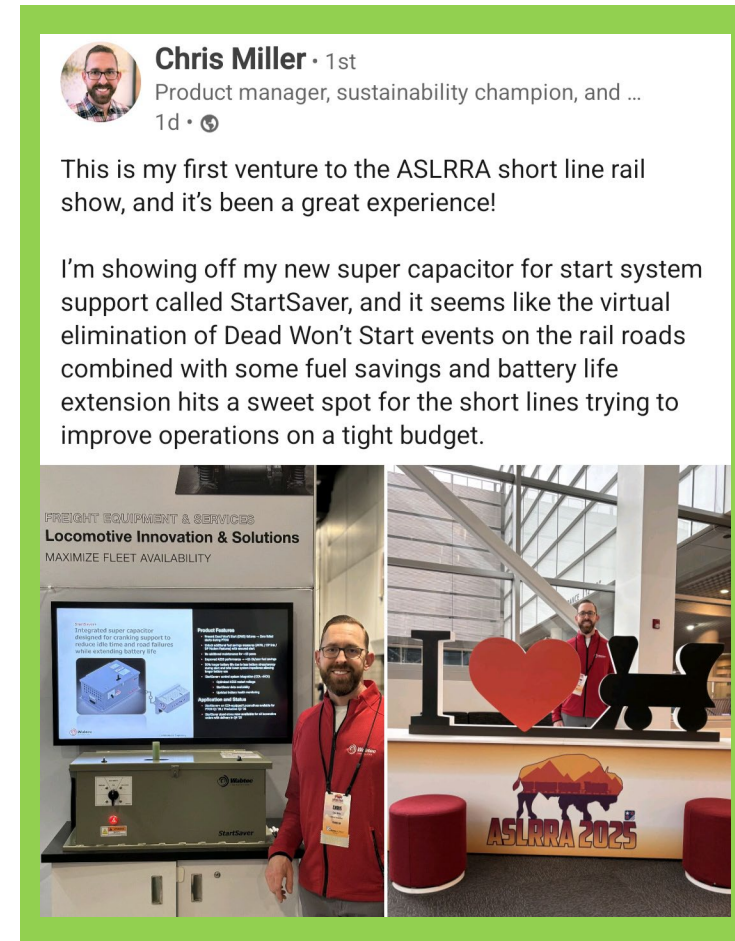 Chris Miller • 1st
Product manager, sustainability champion, and ...
1d •
This is my first venture to the ASLRRA short line rail
show, and it’s been a great experience!
I’m showing off my new super capacitor for start system
support called StartSaver, and it seems like the virtual
elimination of Dead Won’t Start events on the rail roads
combined with some fuel savings and battery life
extension hits a sweet spot for the short lines trying to
improve operations on a tight budget.
FREIGHT EQUIPMENT & SERVICES
Locomotive Innovation & Solutions
MAXIMIZE FLEET AVAILABILITY
Integrated super capacitor
designed for cranking support to
reduce idle time and road failures
while extending battery life
Product Features
Application and Status
Wabtec
StartSaver
I
ASLRRA 2025